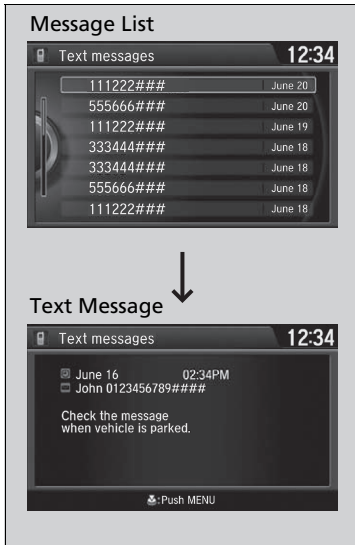 Message List
Text messages 12:34
111222### June 20
555666### June 20
111222### June 19
333444### June 18
333444### June 18
555666### June 18
111222### June 18
Text Message
Text messages 12:34
June 16 02:34PM
John 0123456789####
Check the message
when vehicle is parked.
:Push MENU